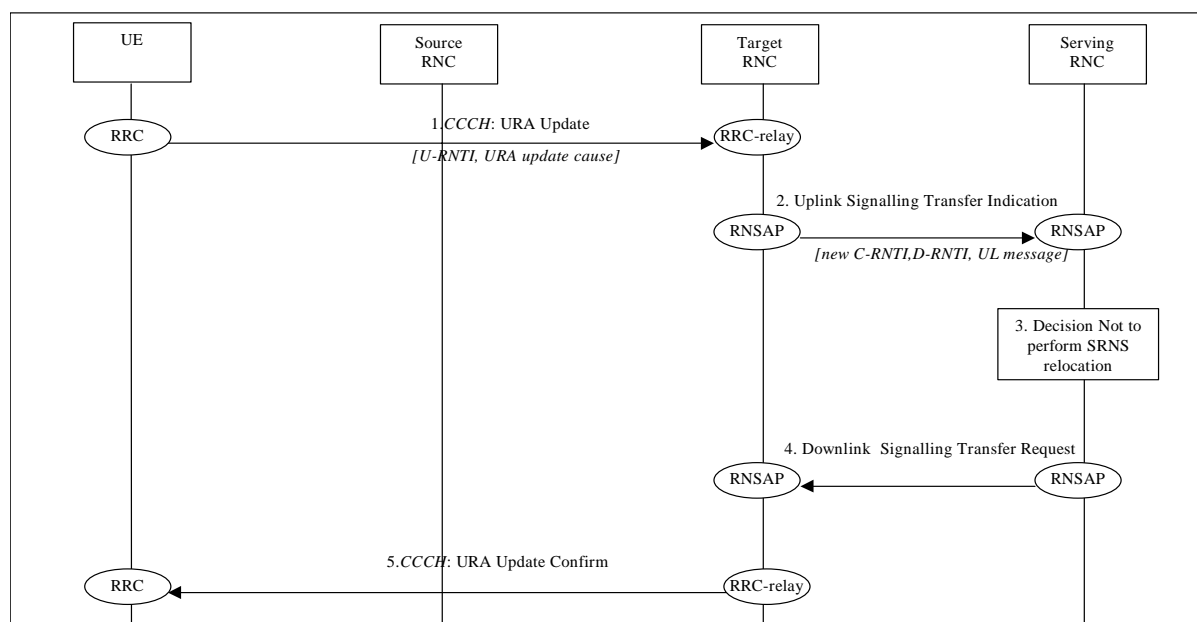 UE
Source
RNC
Target
RNC
Serving
RNC
RRC
1.CCCH: URA Update
[U-RNTI, URA update cause]
RRC-relay
2. Uplink Signalling Transfer Indication
RNSAP
RNSAP
[new C-RNTI,D-RNTI, UL message]
3. Decision Not to
perform SRNS
relocation
4. Downlink Signalling Transfer Request
RNSAP
RNSAP
5.CCCH: URA Update Confirm
RRC
RRC-relay